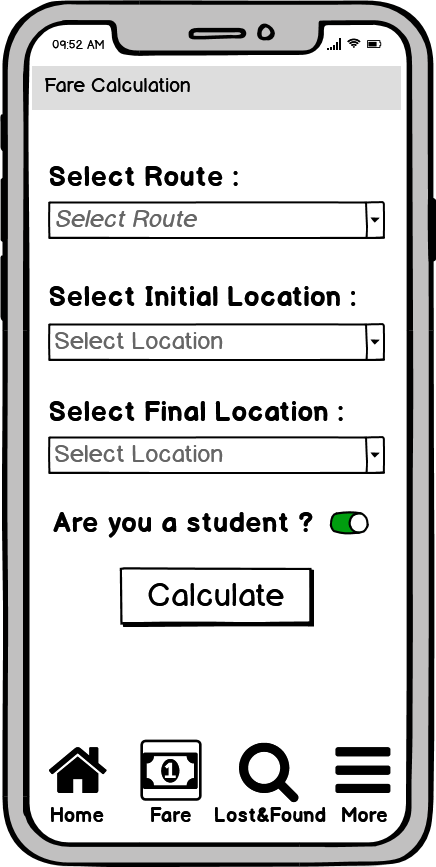 09:52 AM
Fare Calculation
Select Route :
Select Route
Select Initial Location :
Select Location
Select Final Location :
Select Location
Are you a student ?
Calculate
1
Home Fare Lost&Found More